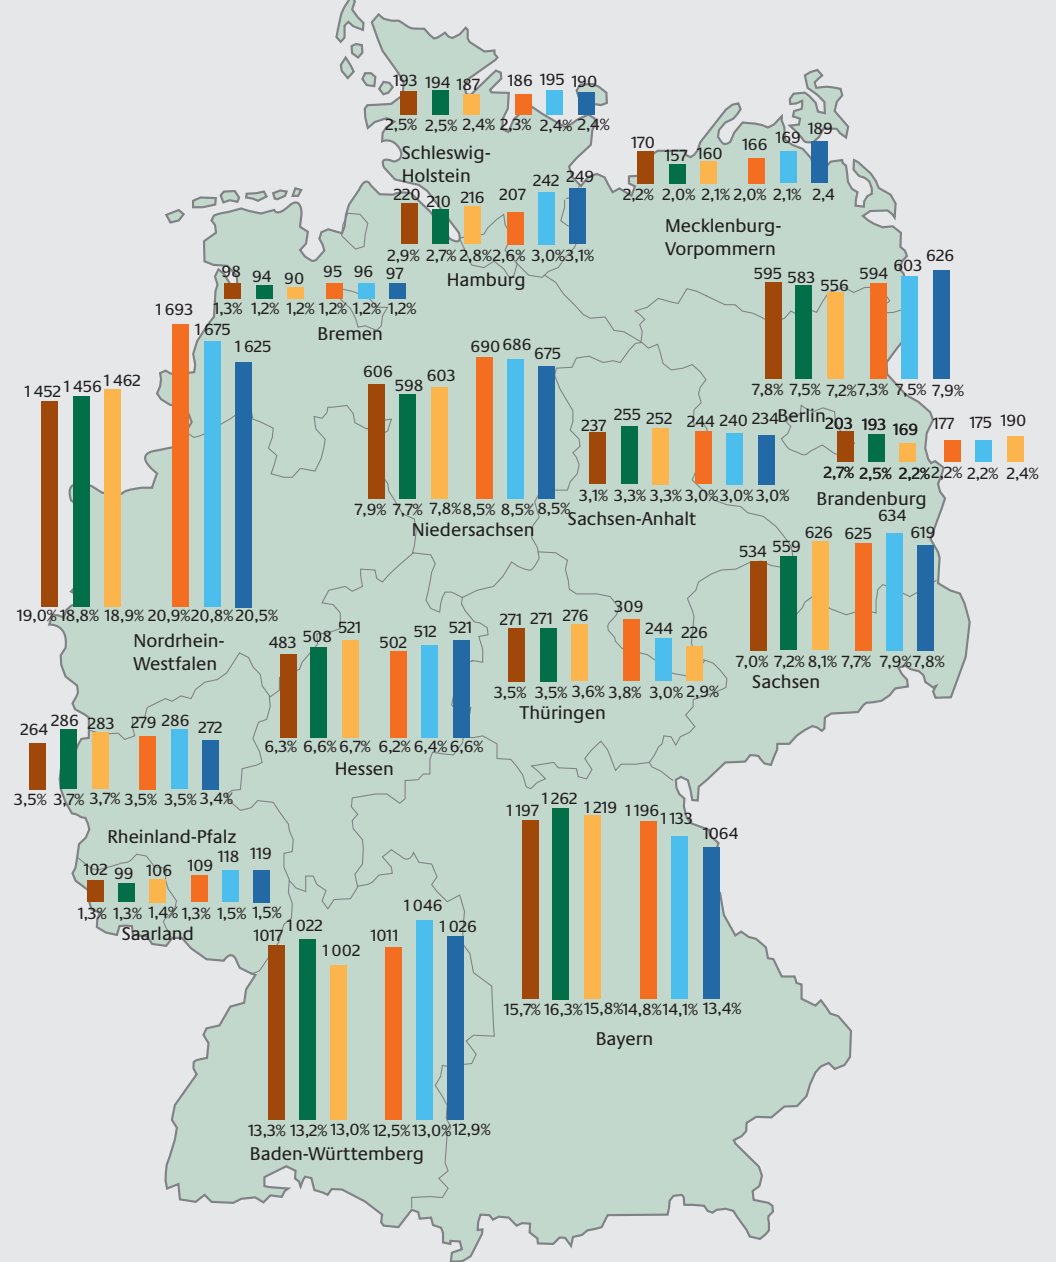 193 194 187 186 195 190
2,5% 2,5% 2,4% 2,3% 2,4% 2,4%
Schleswig-
Holstein
170 157 160 166 169 189
2,2% 2,0% 2,1% 2,0% 2,1% 2,4
Mecklenburg-
Vorpommern
220 210 216 207 242 249
2,9% 2,7% 2,8% 2,6% 3,0% 3,1%
Hamburg
98 94 90 95 96 97
1,3% 1,2% 1,2% 1,2% 1,2% 1,2%
Bremen
595 583 556 594 603 626
7,8% 7,5% 7,2% 7,3% 7,5% 7,9%
Berlin
1 452 1 456 1 462 1 693 1 675 1 625
19,0% 18,8% 18,9% 20,9% 20,8% 20,5%
Nordrhein-
Westfalen
606 598 603 690 686 675
7,9% 7,7% 7,8% 8,5% 8,5% 8,5%
Niedersachsen
237 255 252 244 240 234
3,1% 3,3% 3,3% 3,0% 3,0% 3,0%
Sachsen-Anhalt
203 193 169 177 175 190
2,7% 2,5% 2,2% 2,2% 2,2% 2,4%
Brandenburg
534 559 626 625 634 619
7,0% 7,2% 8,1% 7,7% 7,9% 7,8%
Sachsen
483 508 521 502 512 521
6,3% 6,6% 6,7% 6,2% 6,4% 6,6%
Hessen
271 271 276 309 244 226
3,5% 3,5% 3,6% 3,8% 3,0% 2,9%
Thüringen
264 286 283 279 286 272
3,5% 3,7% 3,7% 3,5% 3,5% 3,4%
Rheinland-Pfalz
102 99 106 109 118 119
1,3% 1,3% 1,4% 1,3% 1,5% 1,5%
Saarland
1197 1 262 1 219 1196 1 133 1064
15,7% 16,3% 15,8% 14,8% 14,1% 13,4%
Bayern
1017 1 022 1 002 1011 1 046 1 026
13,3% 13,2% 13,0% 12,5% 13,0% 12,9%
Baden-Württemberg